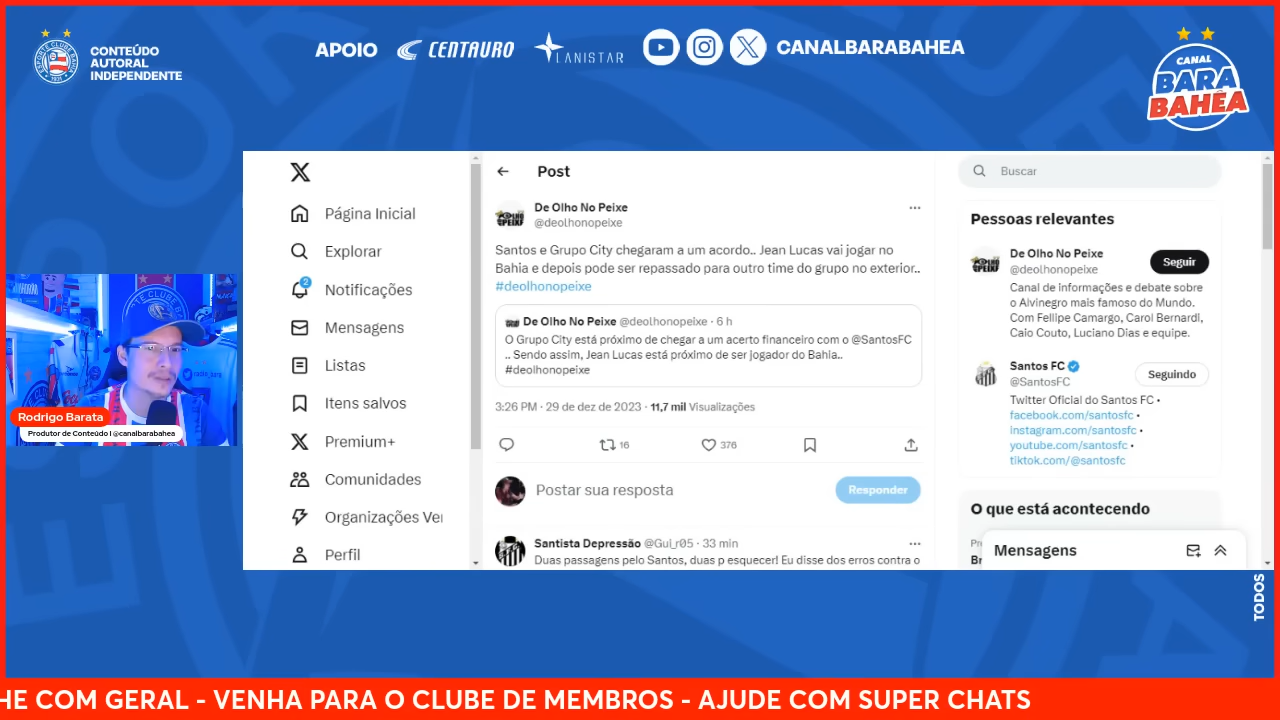 CONTEÚDO
AUTORAL
INDEPENDENTE
APOIO
CENTAURO
LANISTAR
CANALBARABAHEA
CANAL
BARA
BAHÊA
Página Inicial
Explorar
2
Notificações
Mensagens
Listas
Itens salvos
Premium+
Comunidades
Organizações Ver
Perfil
Post
De Olho No Peixe
@deolhonopeixe
Santos e Grupo City chegaram a um acordo.. Jean Lucas vai jogar no
Bahia e depois pode ser repassado para outro time do grupo no exterior..
#deolhonopeixe
De Olho No Peixe @deolhonopeixe · 6 h
O Grupo City está próximo de chegar a um acerto financeiro com o @SantosFC
.. Sendo assim, Jean Lucas está próximo de ser jogador do Bahia..
#deolhonopeixe
3:26 PM · 29 de dez de 2023 · 11,7 mil Visualizações
16
376
Postar sua resposta
Responder
Santista Depressão @Gui_r05 · 33 min
Duas passagens pelo Santos, duas p esquecer! Eu disse dos erros contra o
Buscar
Pessoas relevantes
De Olho No Peixe
@deolhonopeixe
Seguir
Canal de informações e debate sobre
o Alvinegro mais famoso do Mundo.
Com Fellipe Camargo, Carol Bernardi,
Caio Couto, Luciano Dias e equipe.
Santos FC
@SantosFC
Seguindo
Twitter Oficial do Santos FC •
facebook.com/santosfc •
instagram.com/santosfc •
youtube.com/santosfc •
tiktok.com/@santosfc
O que está acontecendo
Mensagens
Rodrigo Barata
Produtor de Conteúdo | @canalbarabahea
TODOS
HE COM GERAL - VENHA PARA O CLUBE DE MEMBROS - AJUDE COM SUPER CHATS